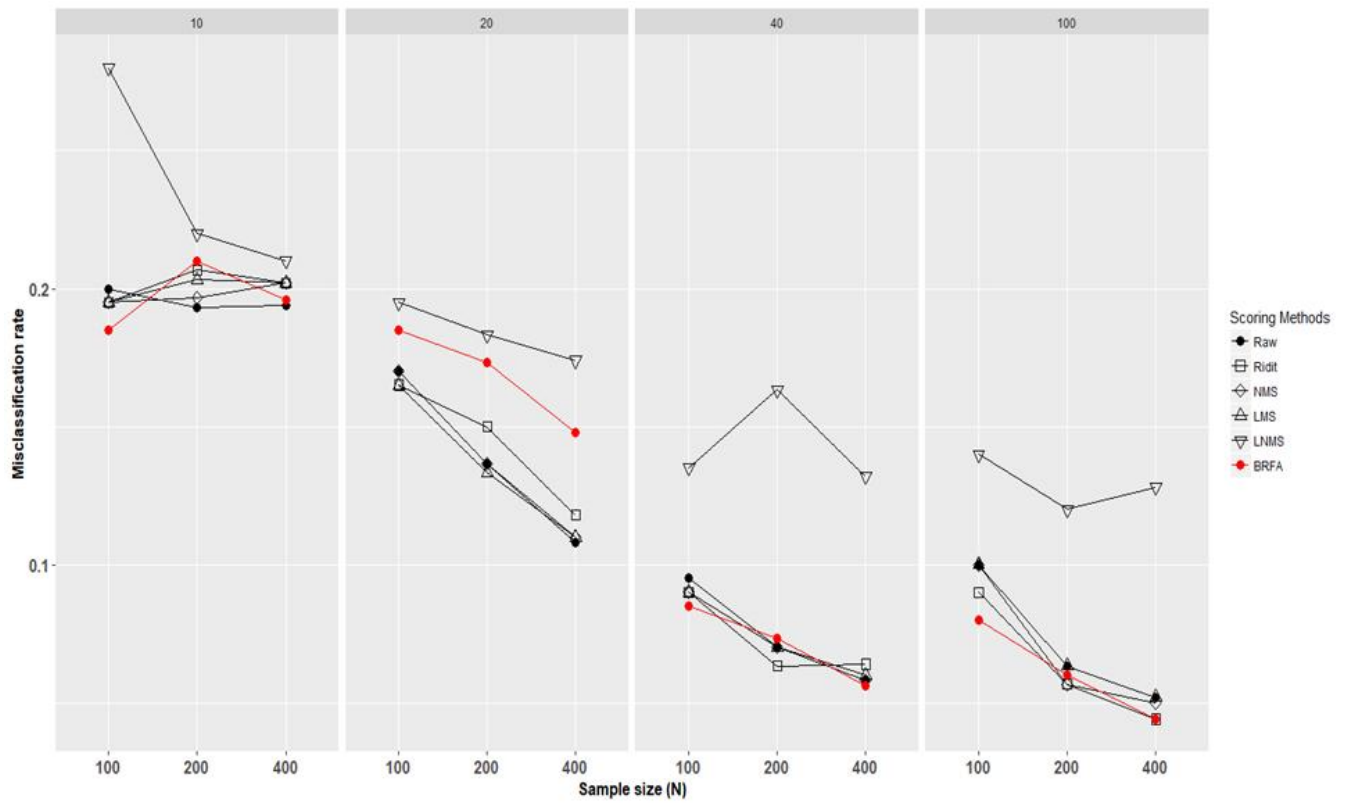 10 20 40 100
Misclassification rate
0.2
0.1
100 200 400 100 200 400 100 200 400 100 200 400
Sample size (N)
Scoring Methods
Raw
Ridit
NMS
LMS
LNMS
BRFA